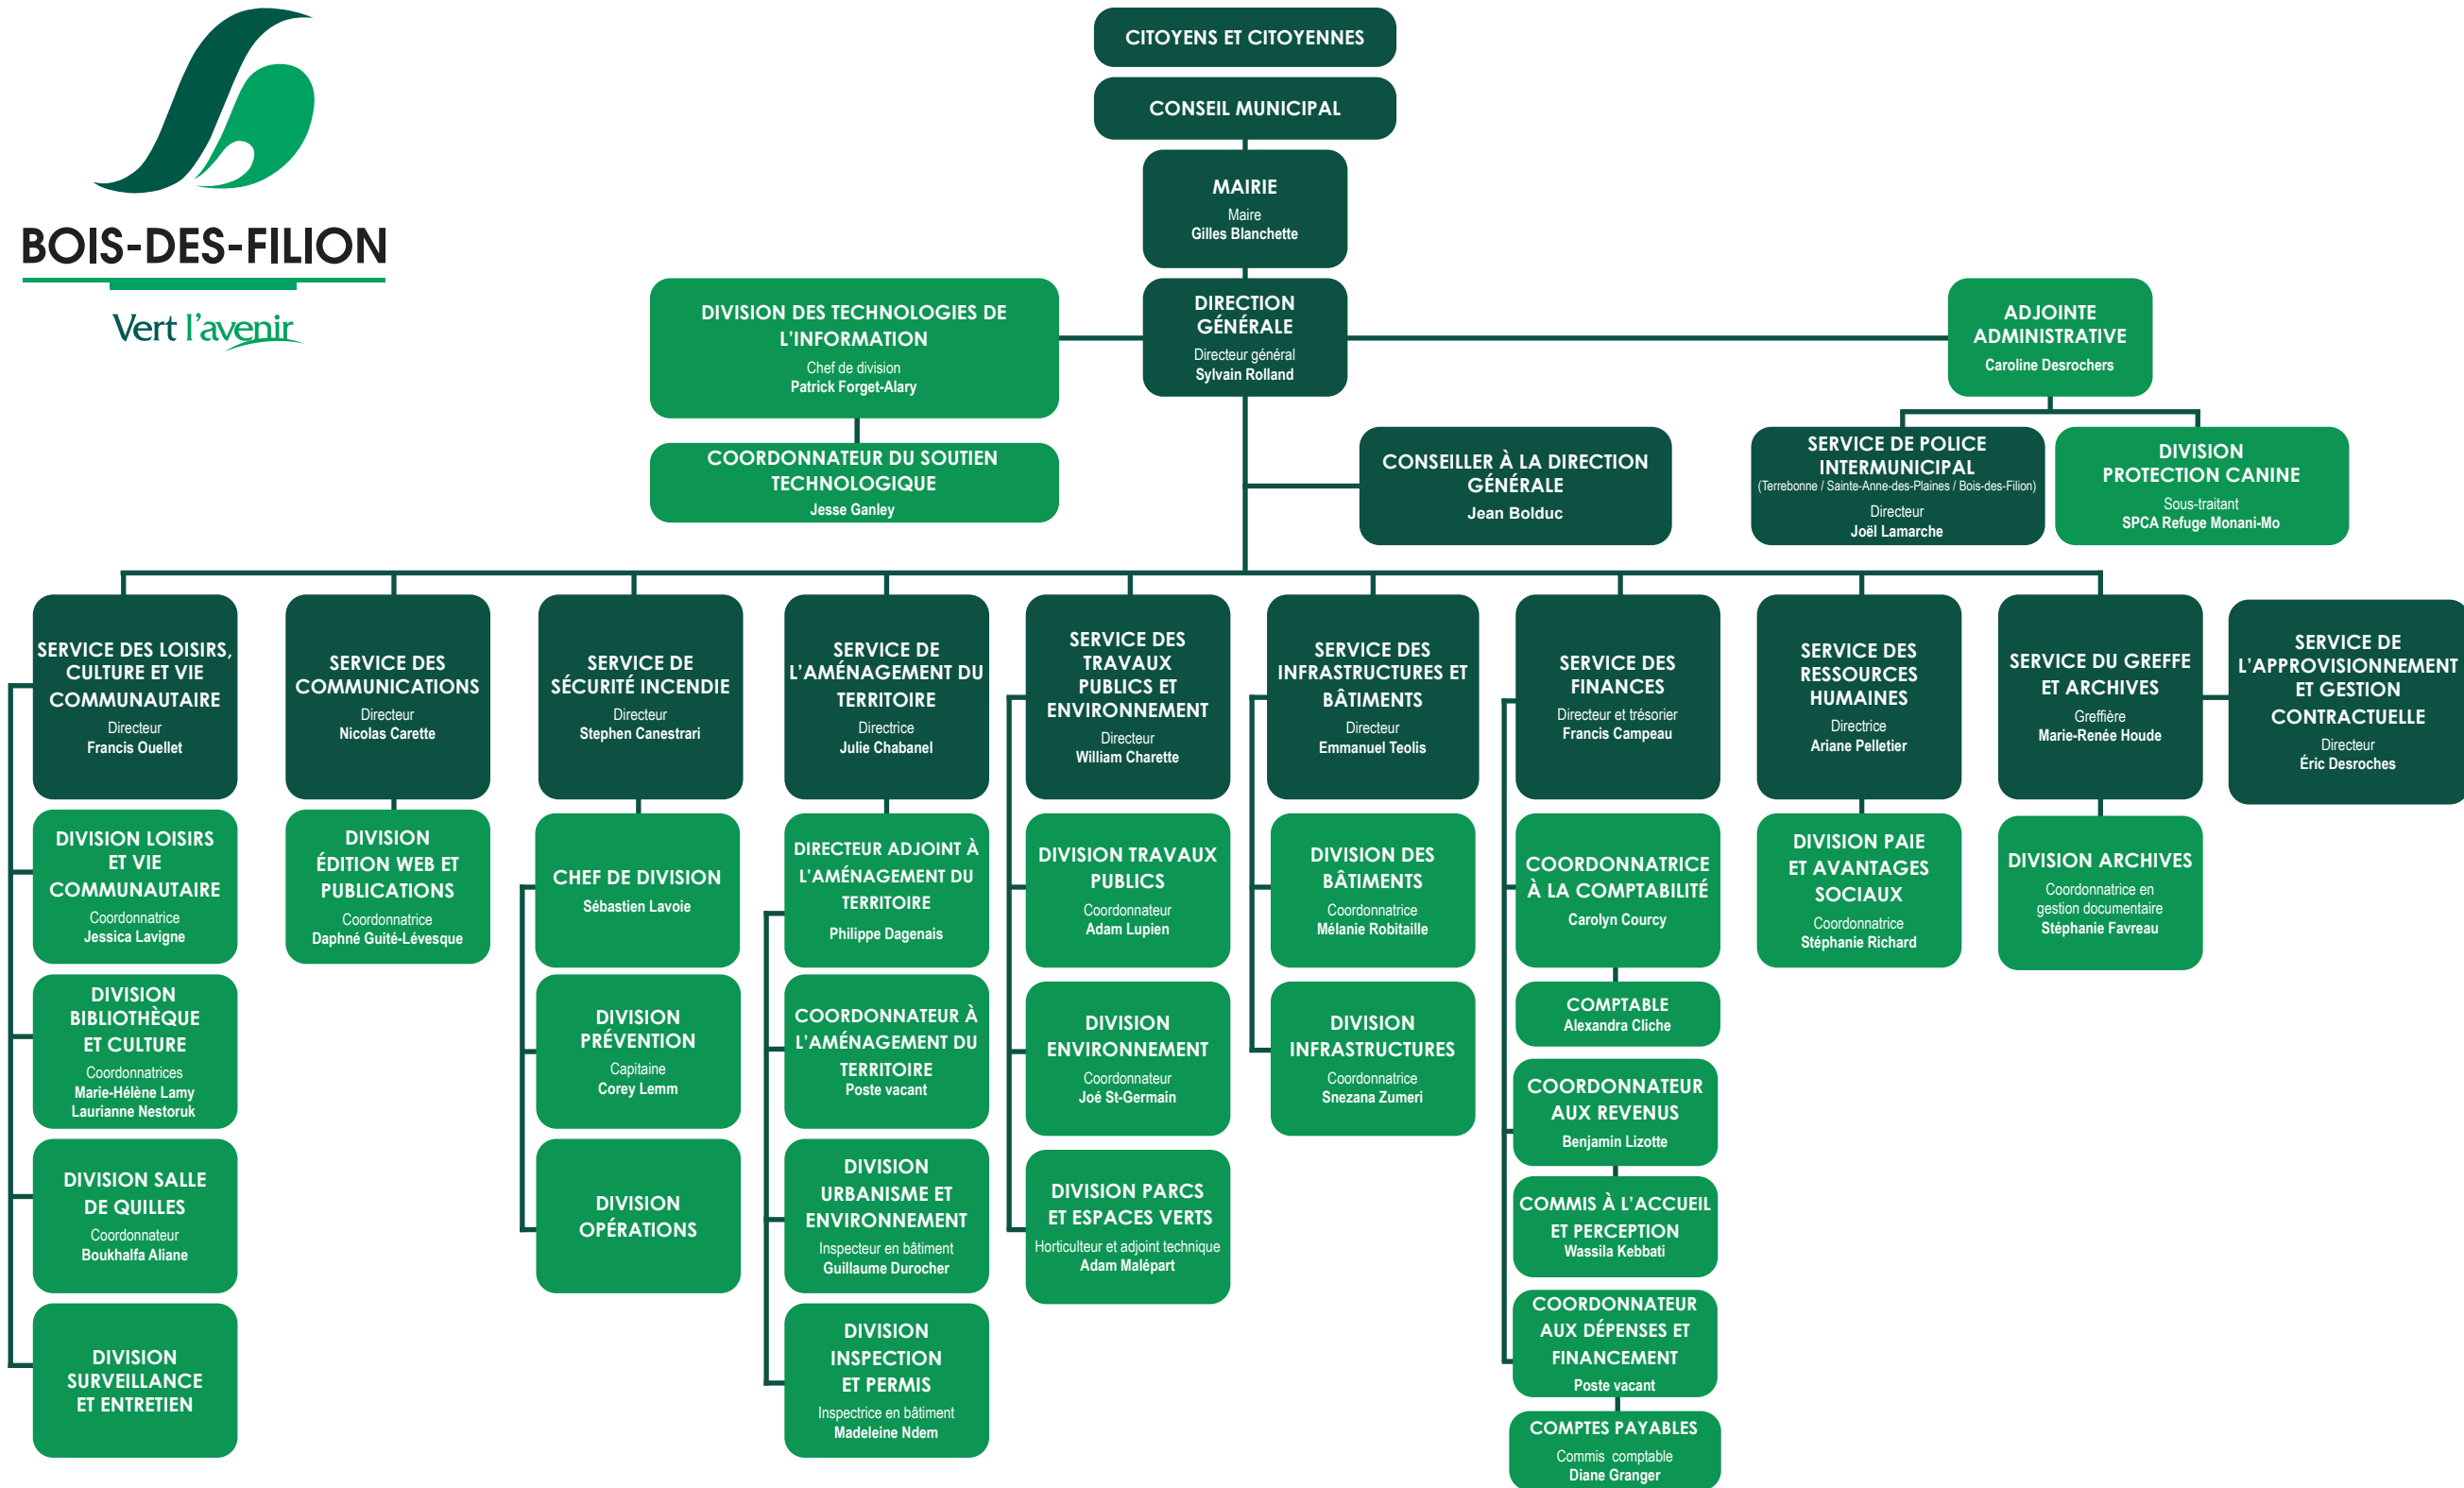 BOIS-DES-FILION
Vert l'avenir
CITOYENS ET CITOYENNES
CONSEIL MUNICIPAL
MAIRIE
Maire
Gilles Blanchette
DIRECTION
GÉNÉRALE
Directeur général
Sylvain Rolland
DIVISION DES TECHNOLOGIES DE
L'INFORMATION
Chef de division
Patrick Forget-Alary
COORDONNATEUR DU SOUTIEN
TECHNOLOGIQUE
Jesse Ganley
ADJOINTE
ADMINISTRATIVE
Caroline Desrochers
CONSEILLER À LA DIRECTION
GÉNÉRALE
Jean Bolduc
SERVICE DE POLICE
INTERMUNICIPAL
(Terrebonne / Sainte-Anne-des-Plaines / Bois-des-Filion)
Directeur
Joël Lamarche
DIVISION
PROTECTION CANINE
Sous-traitant
SPCA Refuge Monani-Mo
SERVICE DES LOISIRS,
CULTURE ET VIE
COMMUNAUTAIRE
Directeur
Francis Ouellet
DIVISION LOISIRS
ET VIE
COMMUNAUTAIRE
Coordonnatrice
Jessica Lavigne
DIVISION
BIBLIOTHÈQUE
ET CULTURE
Coordonnatrices
Marie-Hélène Lamy
Laurianne Nestoruk
DIVISION SALLE
DE QUILLES
Coordonnateur
Boukhalfa Aliane
DIVISION
SURVEILLANCE
ET ENTRETIEN
SERVICE DES
COMMUNICATIONS
Directeur
Nicolas Carette
DIVISION
ÉDITION WEB ET
PUBLICATIONS
Coordonnatrice
Daphné Guité-Lévesque
SERVICE DE
SÉCURITÉ INCENDIE
Directeur
Stephen Canestrari
CHEF DE DIVISION
Sébastien Lavoie
DIVISION
PRÉVENTION
Capitaine
Corey Lemm
DIVISION
OPÉRATIONS
SERVICE DE
L'AMÉNAGEMENT DU
TERRITOIRE
Directrice
Julie Chabanel
DIRECTEUR ADJOINT À
L'AMÉNAGEMENT DU
TERRITOIRE
Philippe Dagenais
COORDONNATEUR À
L'AMÉNAGEMENT DU
TERRITOIRE
Poste vacant
DIVISION
URBANISME ET
ENVIRONNEMENT
Inspecteur en bâtiment
Guillaume Durocher
DIVISION
INSPECTION
ET PERMIS
Inspectrice en bâtiment
Madeleine Ndem
SERVICE DES
TRAVAUX
PUBLICS ET
ENVIRONNEMENT
Directeur
William Charette
DIVISION TRAVAUX
PUBLICS
Coordonnateur
Adam Lupien
DIVISION
ENVIRONNEMENT
Coordonnateur
Joé St-Germain
DIVISION PARCS
ET ESPACES VERTS
Horticulteur et adjoint technique
Adam Malépart
SERVICE DES
INFRASTRUCTURES ET
BÂTIMENTS
Directeur
Emmanuel Teolis
DIVISION DES
BÂTIMENTS
Coordonnatrice
Mélanie Robitaille
DIVISION
INFRASTRUCTURES
Coordonnatrice
Snezana Zumeri
SERVICE DES
FINANCES
Directeur et trésorier
Francis Campeau
COORDONNATRICE
À LA COMPTABILITÉ
Carolyn Courcy
COMPTABLE
Alexandra Cliche
COORDONNATEUR
AUX REVENUS
Benjamin Lizotte
COMMIS À L'ACCUEIL
ET PERCEPTION
Wassila Kebbati
COORDONNATEUR
AUX DÉPENSES ET
FINANCEMENT
Poste vacant
COMPTES PAYABLES
Commis comptable
Diane Granger
SERVICE DES
RESSOURCES
HUMAINES
Directrice
Ariane Pelletier
DIVISION PAIE
ET AVANTAGES
SOCIAUX
Coordonnatrice
Stéphanie Richard
SERVICE DU GREFFE
ET ARCHIVES
Greffière
Marie-Renée Houde
DIVISION ARCHIVES
Coordonnatrice en
gestion documentaire
Stéphanie Favreau
SERVICE DE
L'APPROVISIONNEMENT
ET GESTION
CONTRACTUELLE
Directeur
Éric Desroches